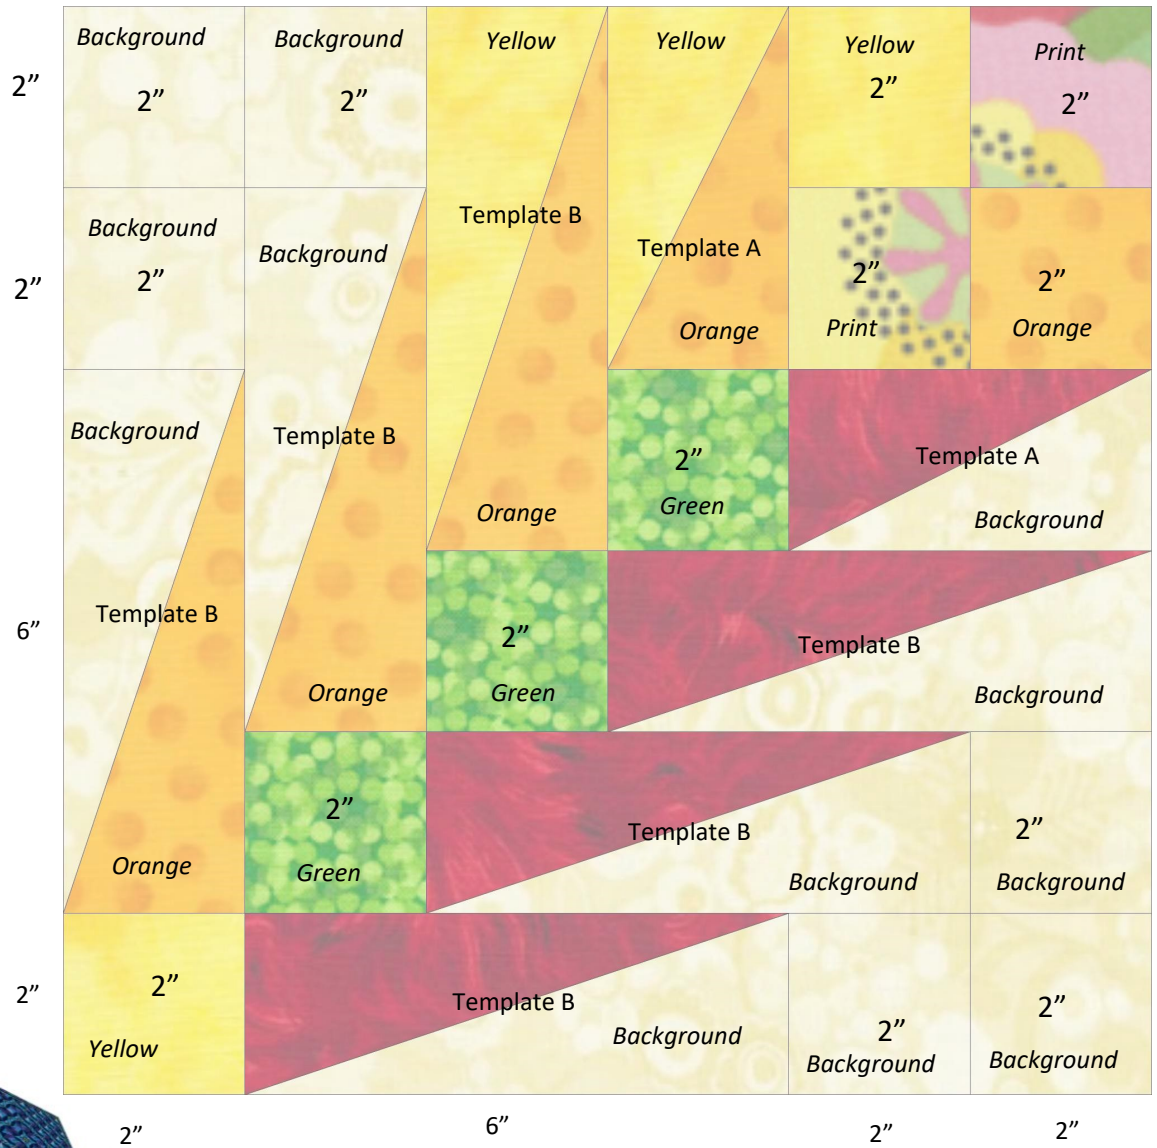 Background
Background
Yellow
Yellow
Yellow
Print
2”
2”
2”
2”
2”
Background
Background
Template B
Template A
2”
2”
2”
2”
Orange
Print
Orange
Background
Template B
2”
Template A
Orange
Green
Background
6”
Template B
2”
Template B
Orange
Green
Background
2”
Template B
2”
Orange
Green
Background
Background
2”
2”
Template B
2”
2”
Yellow
Background
Background
Background
2”
6”
2”
2”